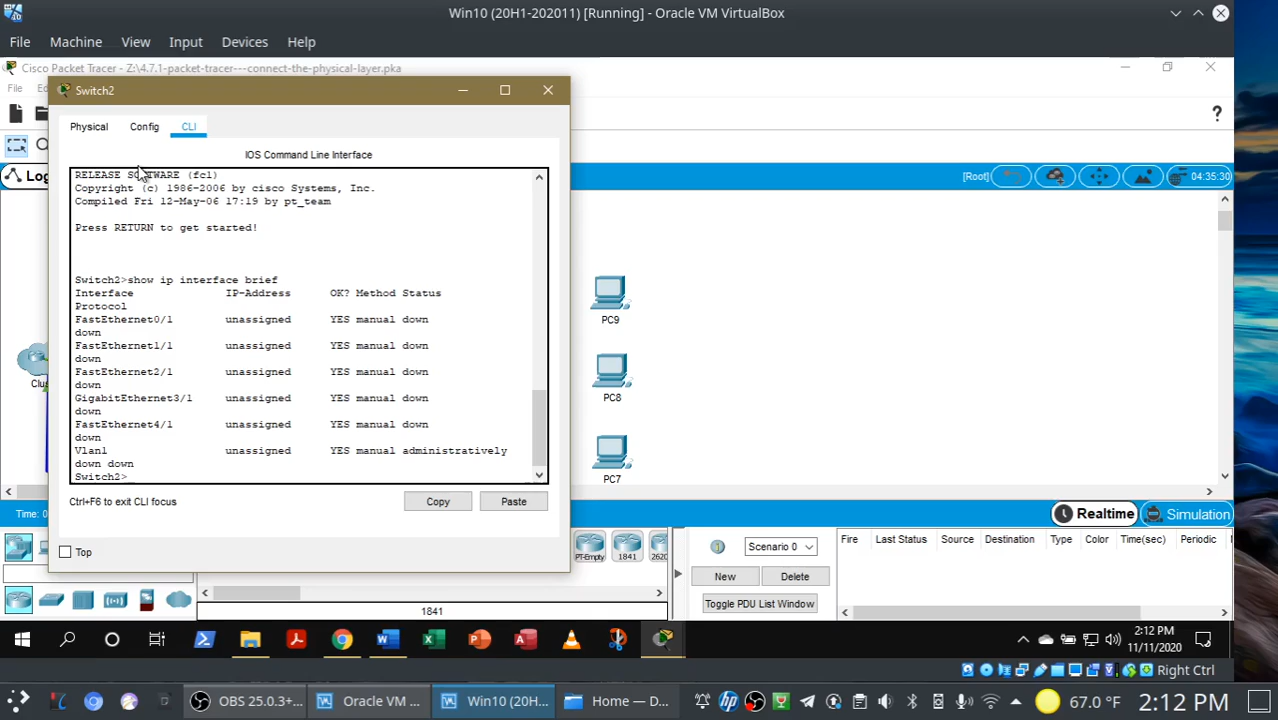 Win10 (20H1-202011) [Running] - Oracle VM VirtualBox
File Machine View Input Devices Help
Cisco Packet Tracer - Z:\4.7.1-packet-tracer---connect-the-physical-layer.pka
File
Switch2
?
Physical Config CLI
IOS Command Line Interface
[Root]
04:35:30
RELEASE SOFTWARE (fc1)
Copyright (c) 1986-2006 by cisco Systems, Inc.
Compiled Fri 12-May-06 17:19 by pt_team
Press RETURN to get started!
Switch2>show ip interface brief
Interface IP-Address OK? Method Status
Protocol
FastEthernet0/1 unassigned YES manual down
down
FastEthernet1/1 unassigned YES manual down
down
FastEthernet2/1 unassigned YES manual down
down
GigabitEthernet3/1 unassigned YES manual down
down
FastEthernet4/1 unassigned YES manual down
down
Vlan1 unassigned YES manual administratively
down down
Switch2>
PC9
PC8
PC7
Ctrl+F6 to exit CLI focus
Copy Paste
Top
Realtime Simulation
PT-Empty 1841
Scenario 0
New Delete
Toggle PDU List Window
Fire Last Status Source Destination Type Color Time(sec) Periodic
1841
2:12 PM
11/11/2020
Right Ctrl
OBS 25.0.3+... Oracle VM ... Win10 (20H... Home — D...
67.0 °F
2:12 PM